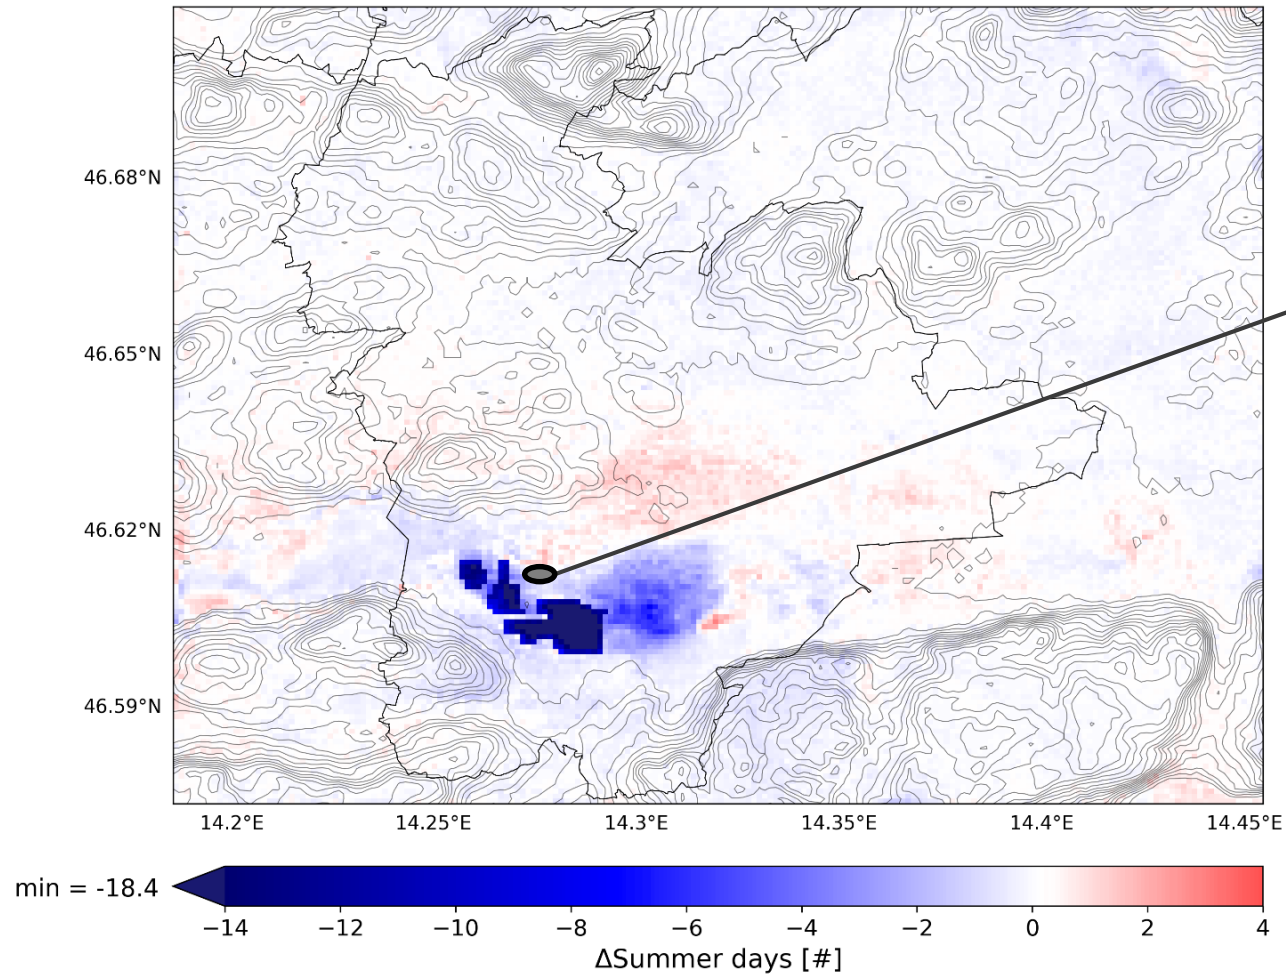 46.68°N
46.65°N
46.62°N
46.59°N
14.2°E 14.25°E 14.3°E 14.35°E 14.4°E 14.45°E
min = -18.4
−14 −12 −10 −8 −6 −4 −2 0 2 4
ΔSummer days [#]